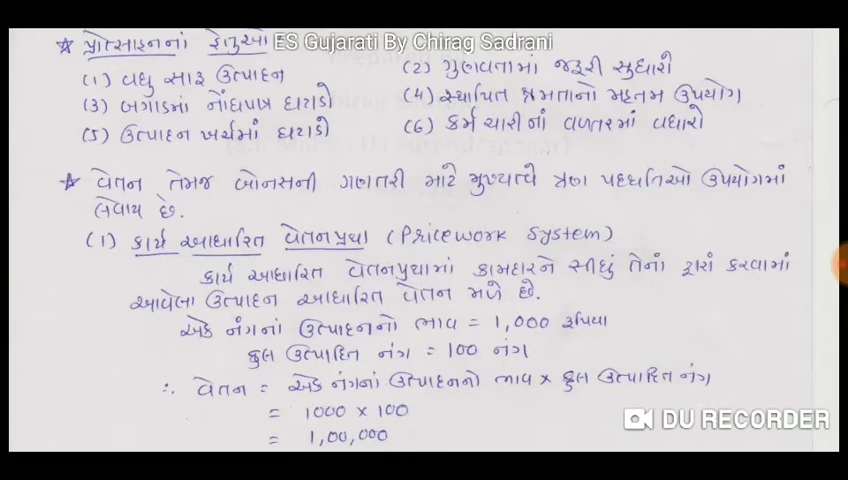 ES Gujarati By Chirag Sadrani
★ પ્રોત્સાહનનાં હેતુઓ
(1) વધુ સારૂ ઉત્પાદન
(2) ગુણવતામાં જરૂરી સુધારો
(3) બગાડમાં નોંધપાત્ર ઘટાડો
(4) સ્થાપિત ક્ષમતાનો મહતમ ઉપયોગ
(5) ઉત્પાદન ખર્ચમાં ઘટાડો
(6) કર્મચારીનાં વળતરમાં વધારો
★ વેતન તેમજ બોનસની ગણતરી માટે મુખ્યત્વે ત્રણ પદ્ધતિઓ ઉપયોગમાં
લેવાય છે.
(1) કાર્ય આધારિત વેતનપ્રથા (Pricework System)
કાર્ય આધારિત વેતનપ્રથામાં કામદારને સીધું તેનાં દ્વારાં કરવામાં
આવેલા ઉત્પાદન આધારિત વેતન મળે છે.
એક નંગનાં ઉત્પાદનનો ભાવ = 1,000 રૂપિયા
કુલ ઉત્પાદિત નંગ = 100 નંગ
∴ વેતન = એક નંગનાં ઉત્પાદનનો ભાવ × કુલ ઉત્પાદિત નંગ
= 1000 × 100
= 1,00,000
DU RECORDER